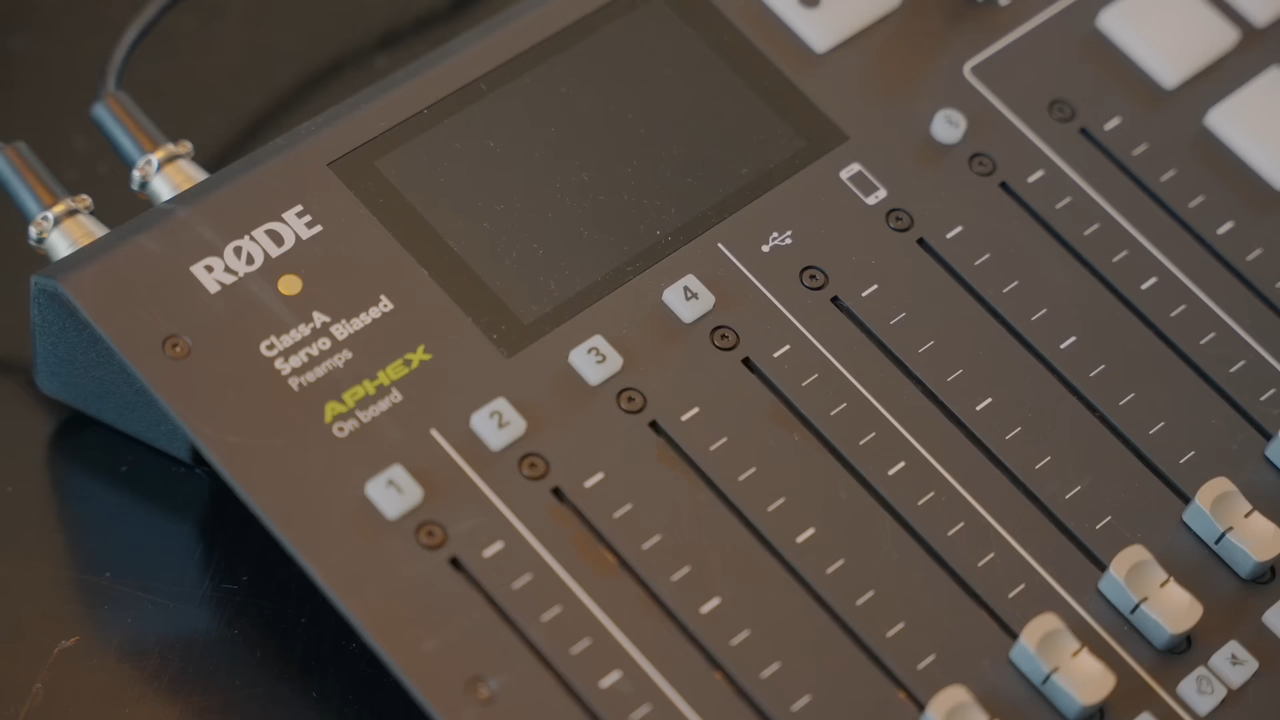 RØDE
Class-A
Servo Biased
Preamps
APHEX
On board
1
2
3
4